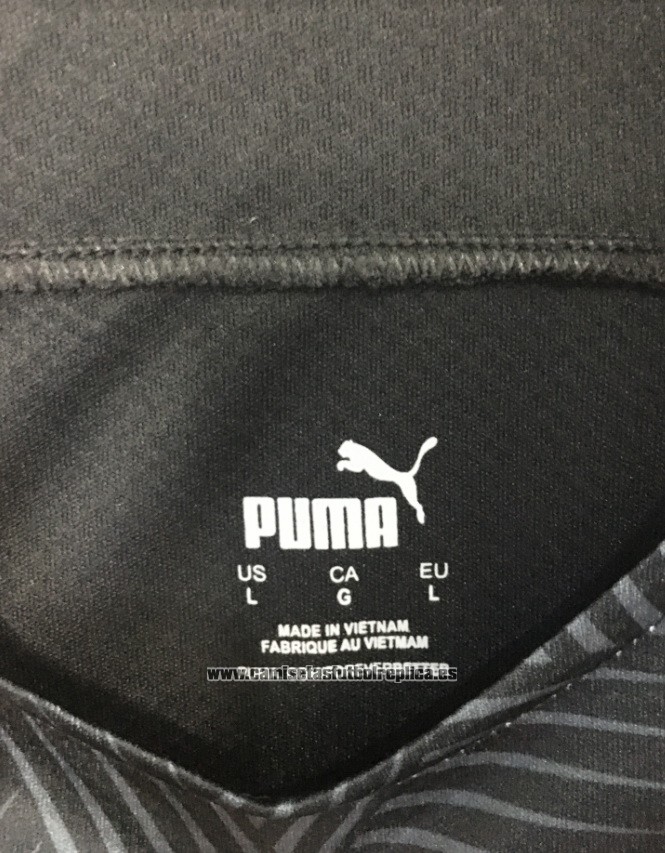 PUMA
US CA EU
L G L
MADE IN VIETNAM
FABRIQUE AU VIETMAM
www.camisetasfutbolreplica.es